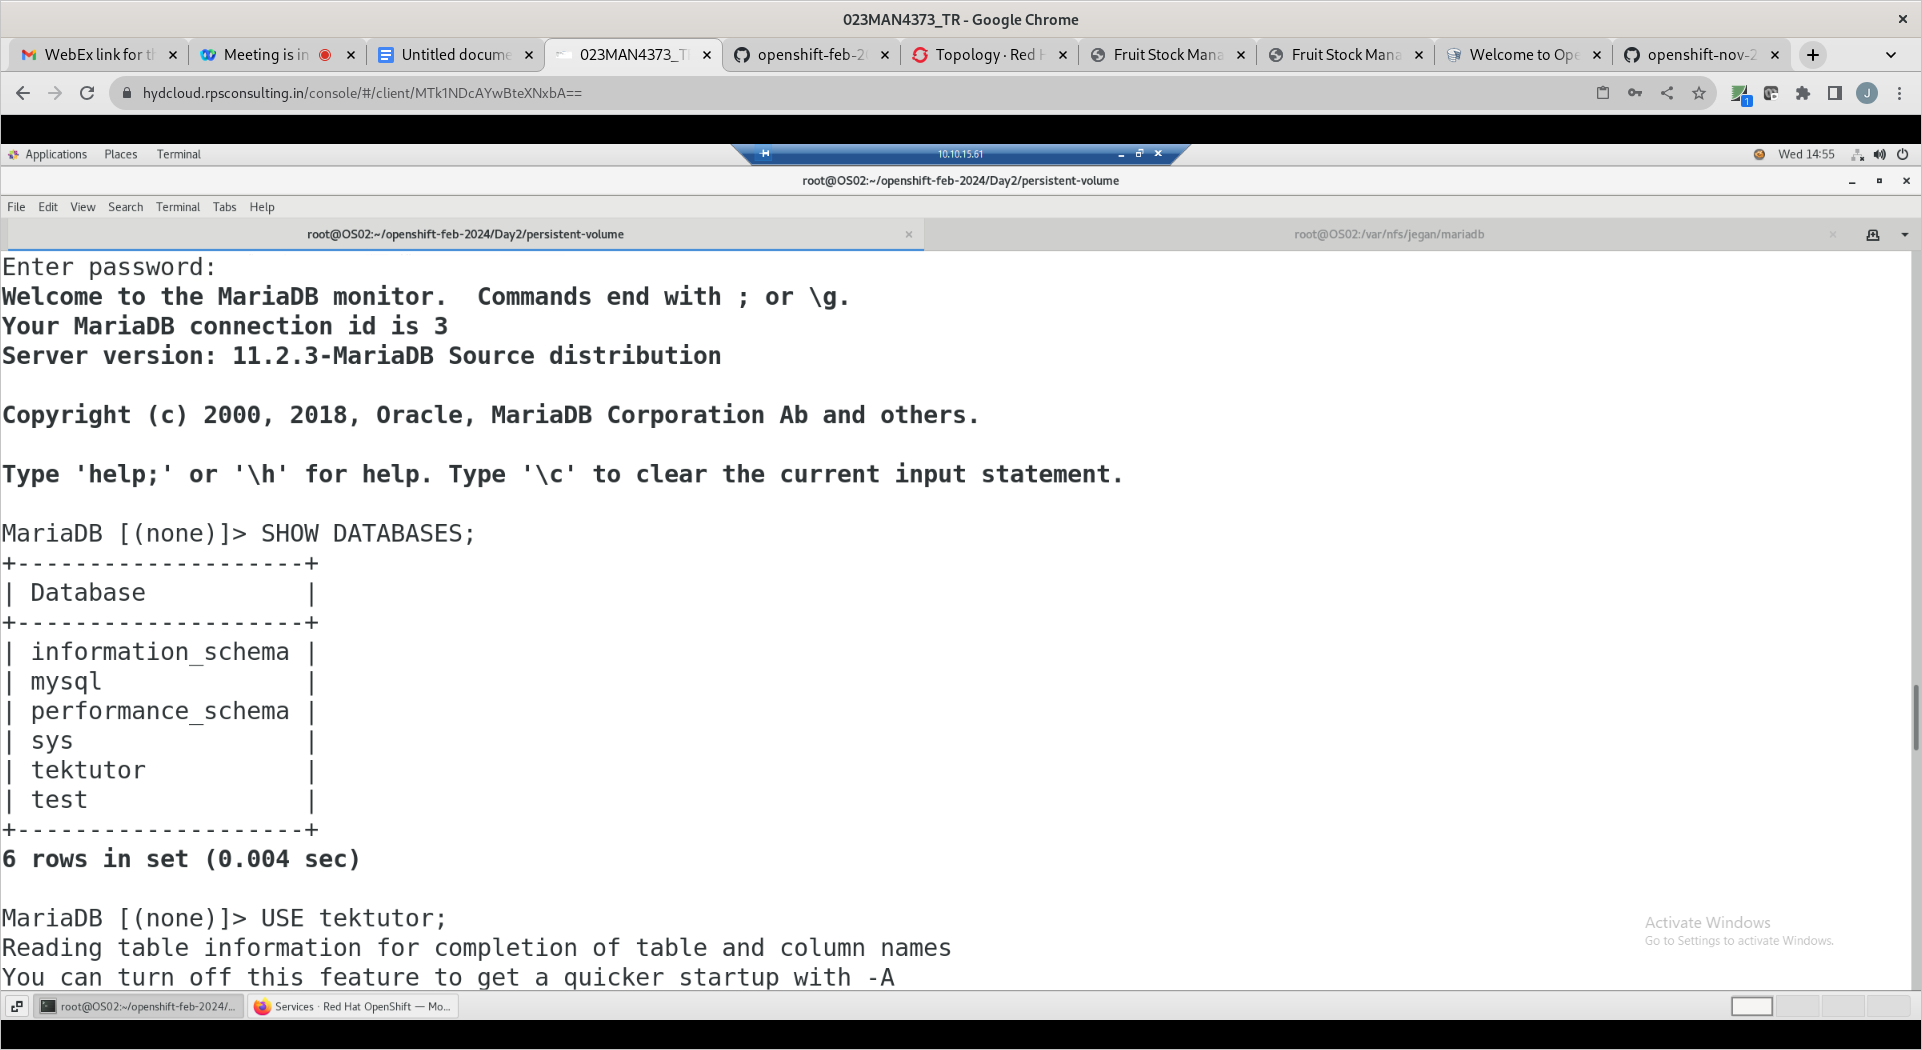 023MAN4373_TR - Google Chrome
WebEx link for t
Meeting is in
Untitled docume
023MAN4373_T
openshift-feb-2
Topology · Red H
Fruit Stock Mana
Fruit Stock Mana
Welcome to Ope
openshift-nov-2
hydcloud.rpsconsulting.in/console/#/client/MTk1NDcAYwBteXNxbA==
1
J
Applications Places Terminal
10.10.15.61
Wed 14:55
root@OS02:~/openshift-feb-2024/Day2/persistent-volume
File Edit View Search Terminal Tabs Help
root@OS02:~/openshift-feb-2024/Day2/persistent-volume
root@OS02:/var/nfs/jegan/mariadb
Enter password:
Welcome to the MariaDB monitor.  Commands end with ; or \g.
Your MariaDB connection id is 3
Server version: 11.2.3-MariaDB Source distribution
Copyright (c) 2000, 2018, Oracle, MariaDB Corporation Ab and others.
Type 'help;' or '\h' for help. Type '\c' to clear the current input statement.
MariaDB [(none)]> SHOW DATABASES;
+--------------------+
| Database           |
+--------------------+
| information_schema |
| mysql              |
| performance_schema |
| sys                |
| tektutor           |
| test               |
+--------------------+
6 rows in set (0.004 sec)
MariaDB [(none)]> USE tektutor;
Reading table information for completion of table and column names
You can turn off this feature to get a quicker startup with -A
Activate Windows
Go to Settings to activate Windows.
root@OS02:~/openshift-feb-2024/...
Services · Red Hat OpenShift — Mo...